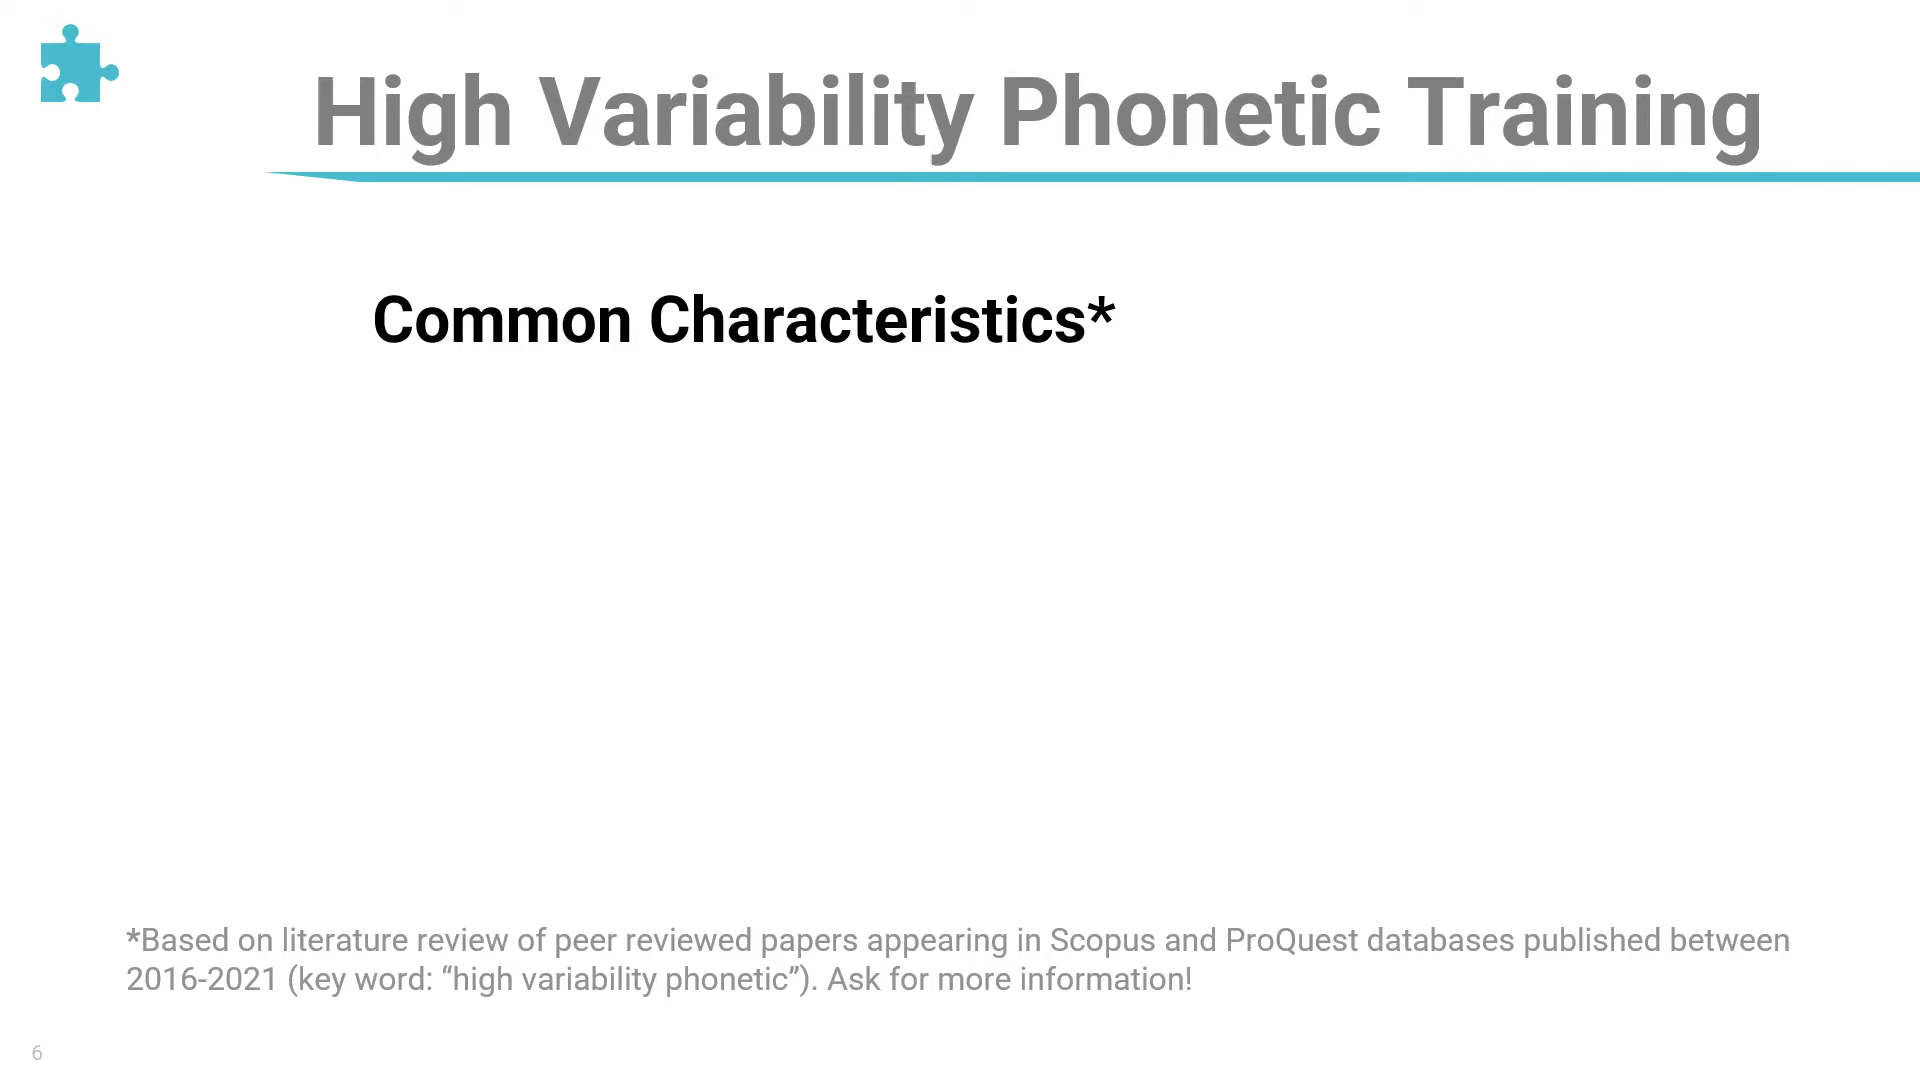 High Variability Phonetic Training
Common Characteristics*
*Based on literature review of peer reviewed papers appearing in Scopus and ProQuest databases published between
2016-2021 (key word: “high variability phonetic”). Ask for more information!
6